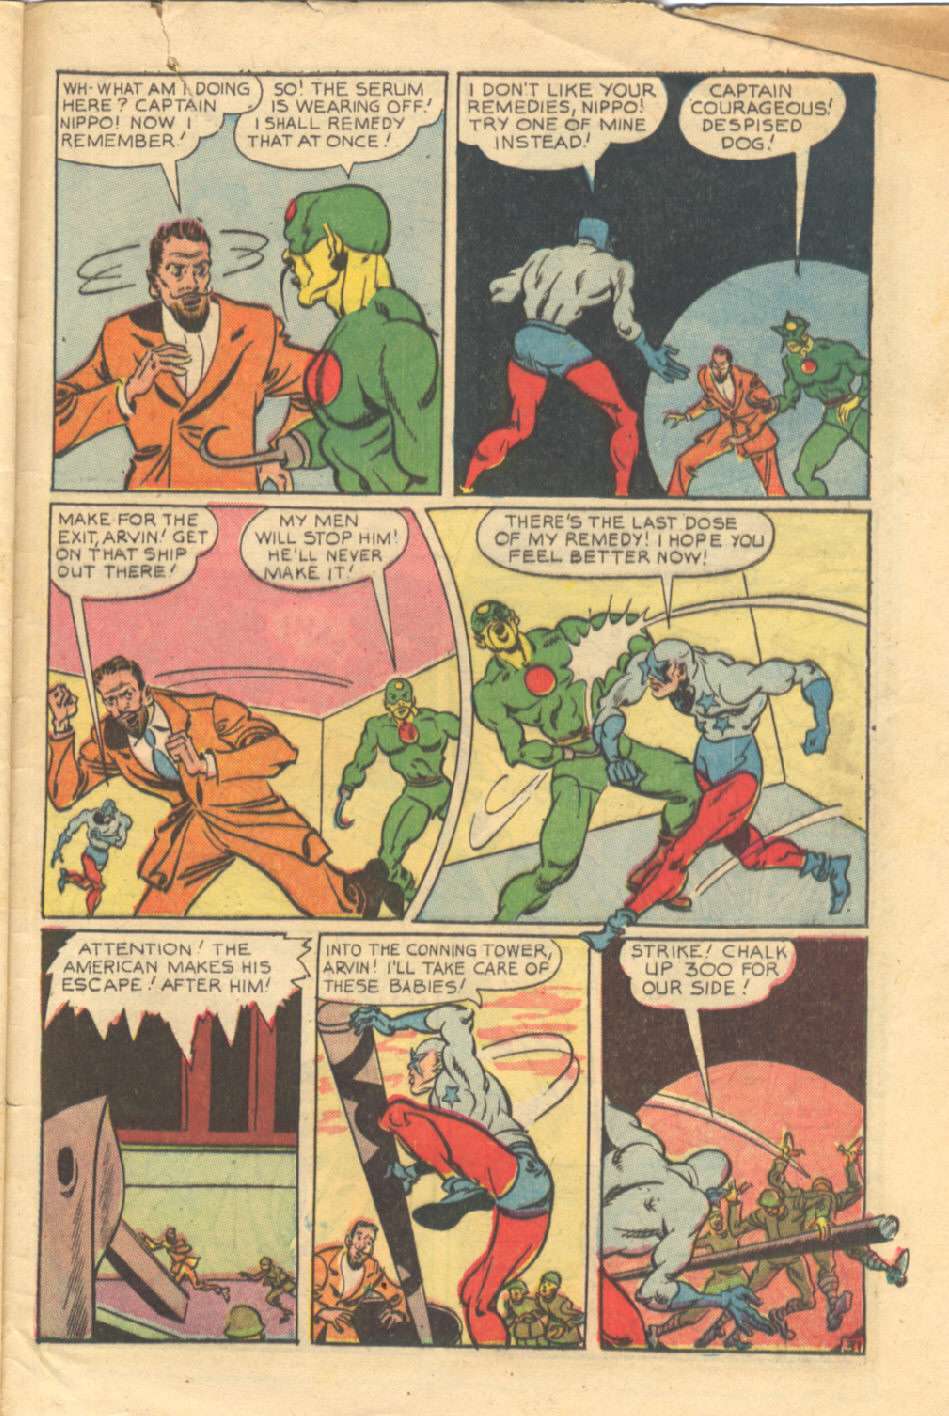 WH-WHAT AM I DOING
HERE? CAPTAIN
NIPPO! NOW I
REMEMBER!
SO! THE SERUM
IS WEARING OFF!
I SHALL REMEDY
THAT AT ONCE!
I DON'T LIKE YOUR
REMEDIES, NIPPO!
TRY ONE OF MINE
INSTEAD!
CAPTAIN
COURAGEOUS!
DESPISED
DOG!
MAKE FOR THE
EXIT, ARVIN! GET
ON THAT SHIP
OUT THERE!
MY MEN
WILL STOP HIM!
HE'LL NEVER
MAKE IT!
THERE'S THE LAST DOSE
OF MY REMEDY! I HOPE YOU
FEEL BETTER NOW!
ATTENTION! THE
AMERICAN MAKES HIS
ESCAPE! AFTER HIM!
INTO THE CONNING TOWER,
ARVIN! I'LL TAKE CARE OF
THESE BABIES!
STRIKE! CHALK
UP 300 FOR
OUR SIDE!